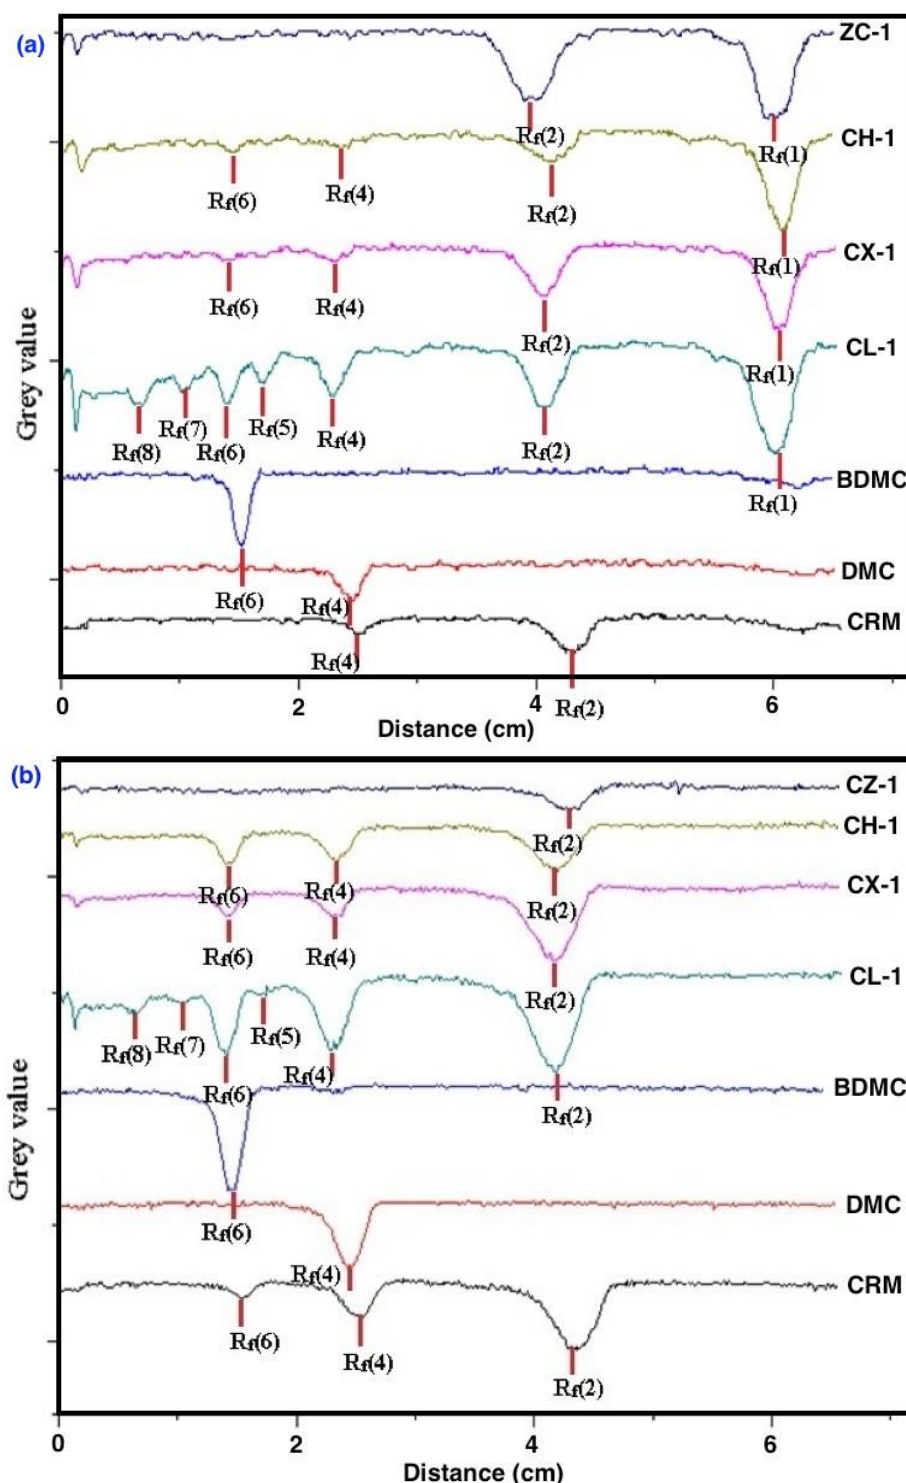 (a)
ZC-1
Rf(2)
Rf(1)
CH-1
Rf(6)
Rf(4)
Rf(2)
Rf(1)
CX-1
Rf(6)
Rf(4)
Rf(2)
Rf(1)
CL-1
Rf(8)
Rf(7)
Rf(6)
Rf(5)
Rf(4)
Rf(2)
Rf(1)
BDMC
Rf(6)
DMC
Rf(4)
CRM
Rf(4)
Rf(2)
Grey value
0 2 4 6
Distance (cm)
(b)
CZ-1
Rf(2)
CH-1
Rf(6)
Rf(4)
Rf(2)
CX-1
Rf(6)
Rf(4)
Rf(2)
CL-1
Rf(8)
Rf(7)
Rf(6)
Rf(5)
Rf(4)
Rf(2)
BDMC
Rf(6)
DMC
Rf(4)
CRM
Rf(6)
Rf(4)
Rf(2)
Grey value
0 2 4 6
Distance (cm)